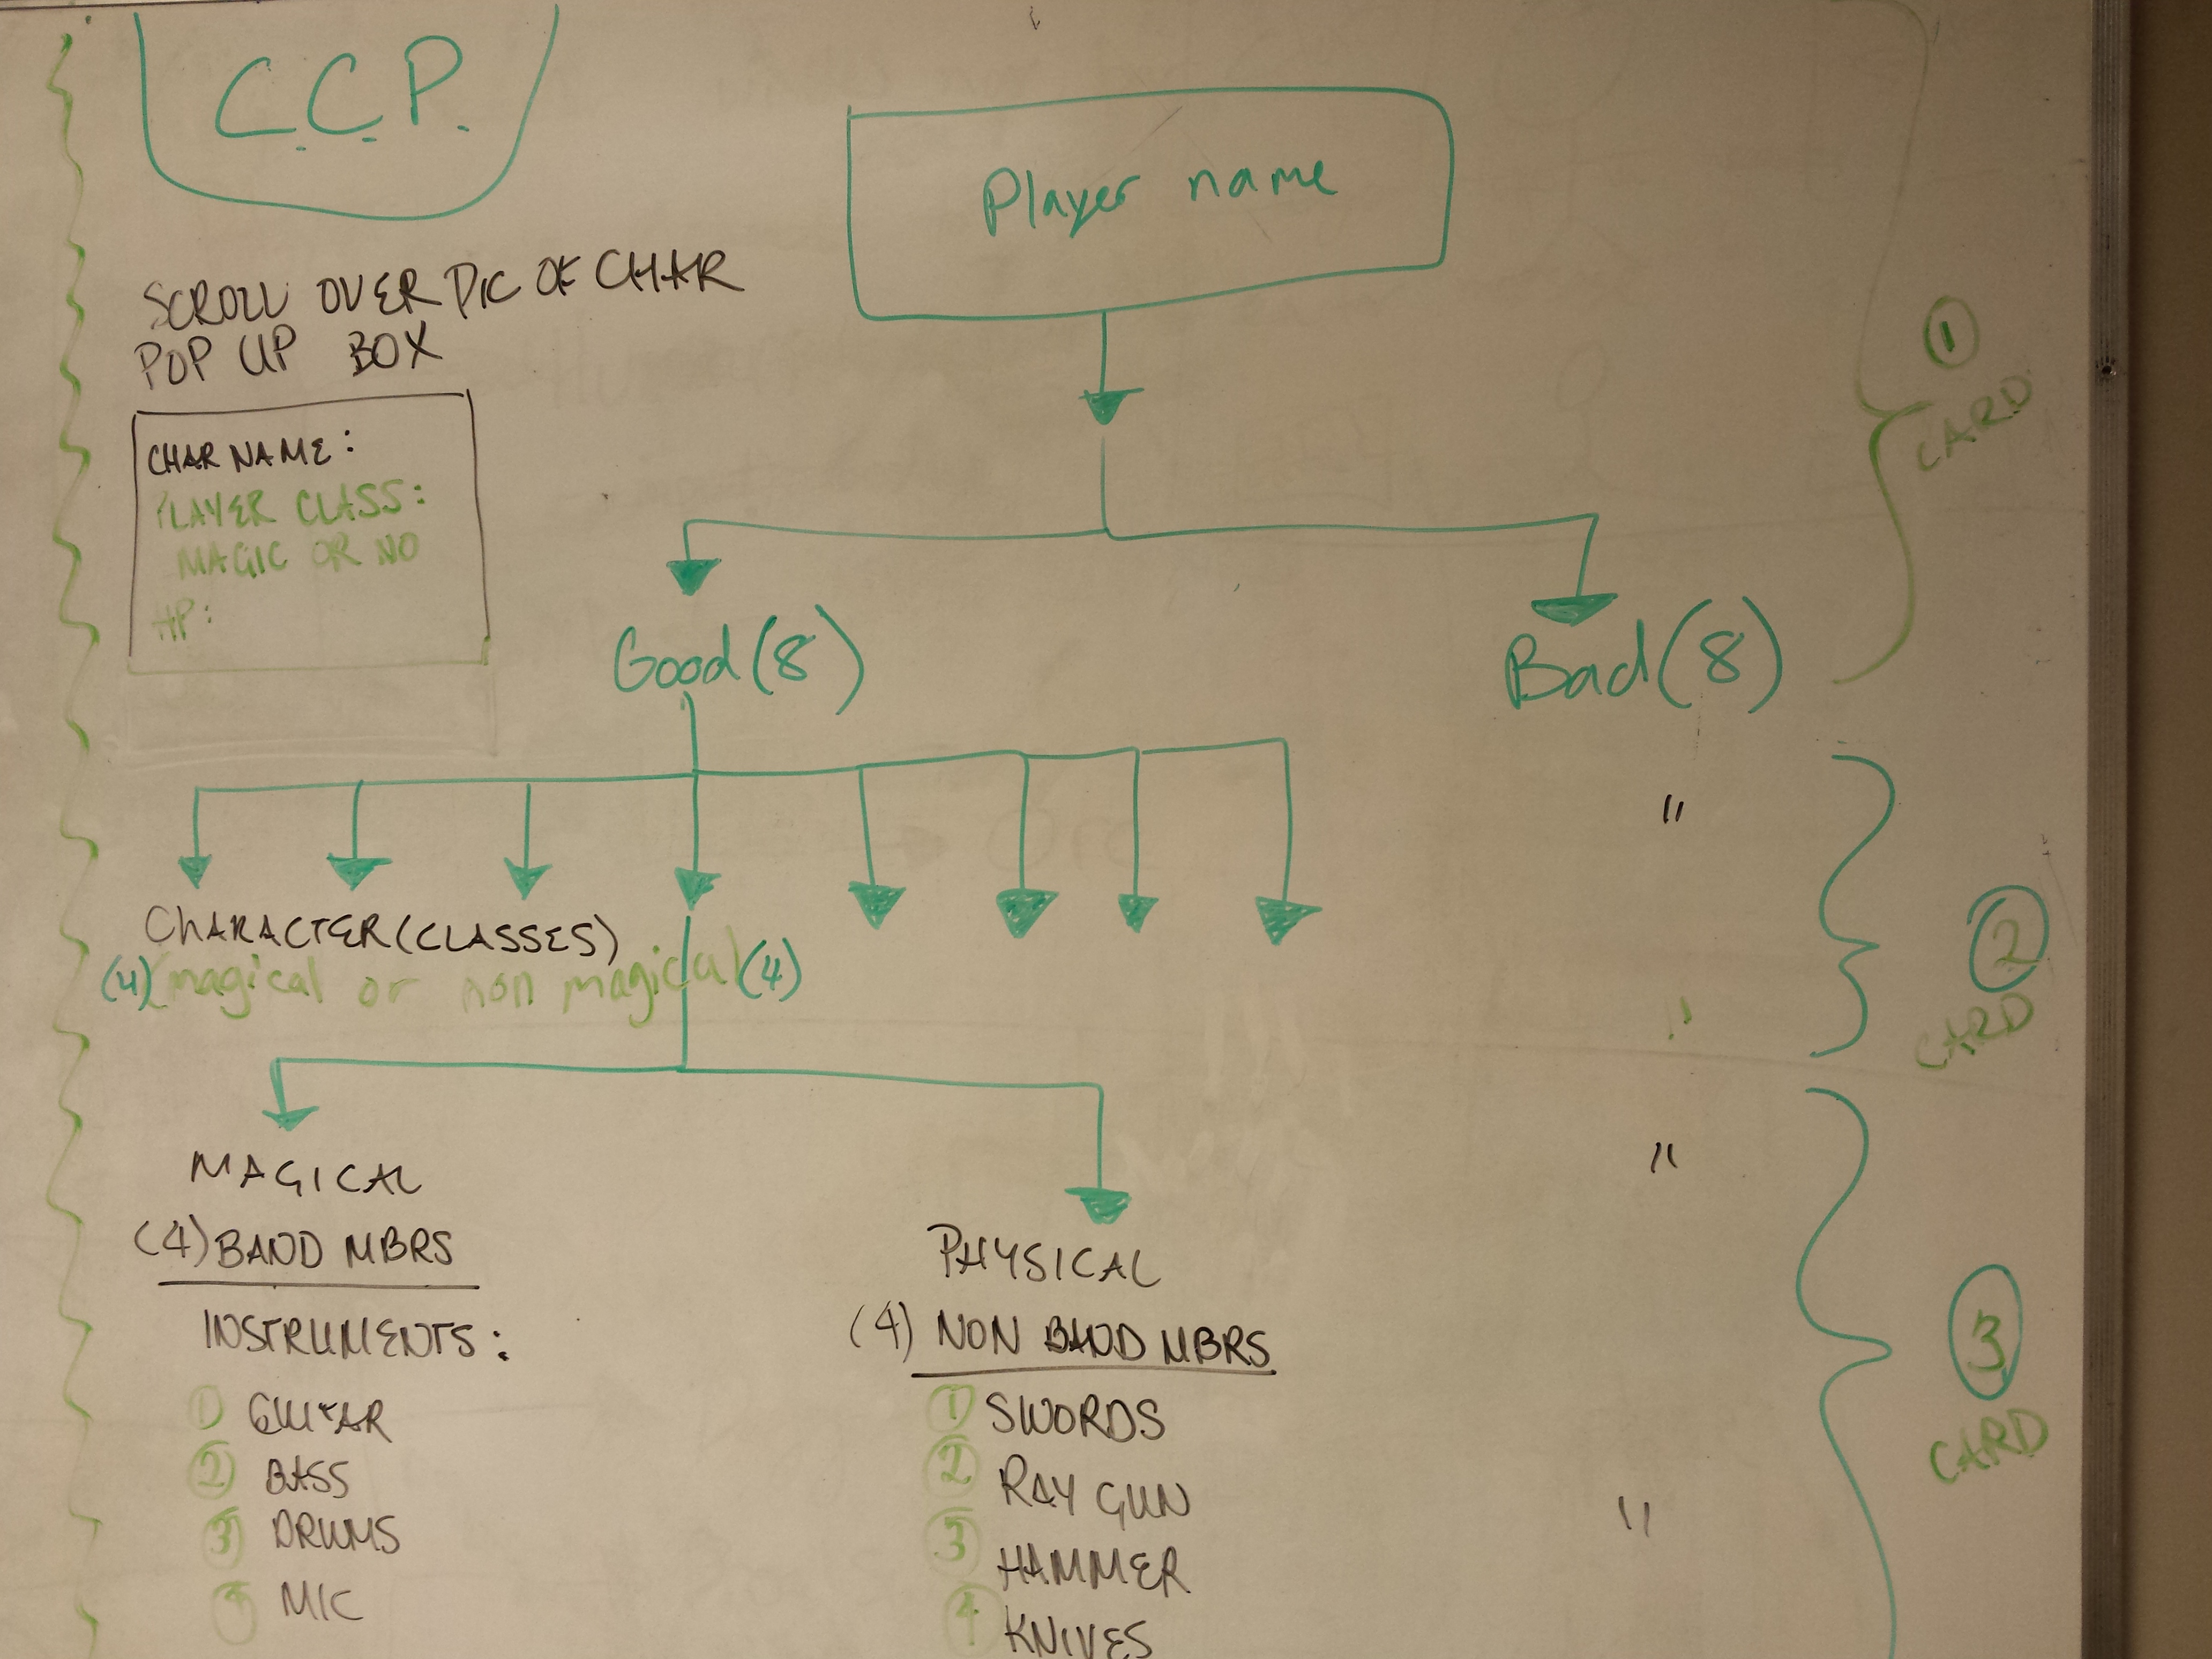 C.C.P.
Player name
SCROLL OVER PIC OF CHAR
POP UP BOX
CHAR NAME:
PLAYER CLASS:
MAGIC OR NO
HP:
① CARD
Good (8)
Bad (8)
"
CHARACTER (CLASSES)
(4) (magical or non magical) (4)
"
② CARD
MAGICAL
(4) BAND MBRS
INSTRUMENTS:
① GUITAR
② BASS
③ DRUMS
④ MIC
PHYSICAL
(4) NON BAND MBRS
① SWORDS
② RAY GUN
③ HAMMER
④ KNIVES
"
"
③ CARD